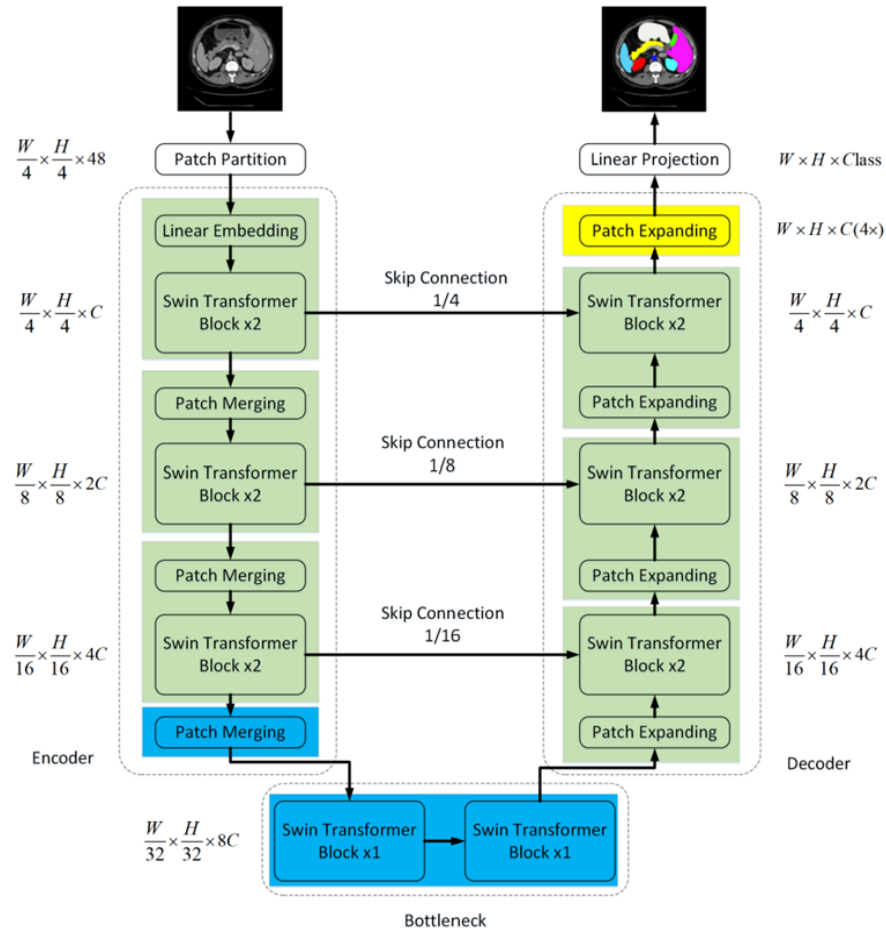 W/4 × H/4 × 48
Patch Partition
Linear Embedding
W/4 × H/4 × C
Swin Transformer
Block x2
Patch Merging
W/8 × H/8 × 2C
Swin Transformer
Block x2
Patch Merging
W/16 × H/16 × 4C
Swin Transformer
Block x2
Patch Merging
Encoder
Skip Connection
1/4
Skip Connection
1/8
Skip Connection
1/16
W/32 × H/32 × 8C
Swin Transformer
Block x1
Swin Transformer
Block x1
Bottleneck
Linear Projection
W × H × Class
Patch Expanding
W × H × C(4×)
Swin Transformer
Block x2
W/4 × H/4 × C
Patch Expanding
Swin Transformer
Block x2
W/8 × H/8 × 2C
Patch Expanding
Swin Transformer
Block x2
W/16 × H/16 × 4C
Patch Expanding
Decoder